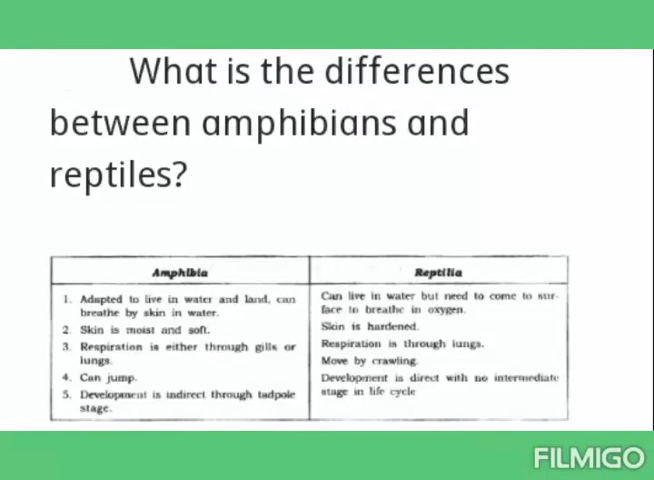 What is the differences
between amphibians and
reptiles?
Amphibia
Reptilia
1. Adapted to live in water and land, can
breathe by skin in water.
2. Skin is moist and soft.
3. Respiration is either through gills or
lungs.
4. Can jump.
5. Development is indirect through tadpole
stage.
Can live in water but need to come to sur-
face to breathe in oxygen.
Skin is hardened.
Respiration is through lungs.
Move by crawling.
Development is direct with no intermediate
stage in life cycle
FILMIGO